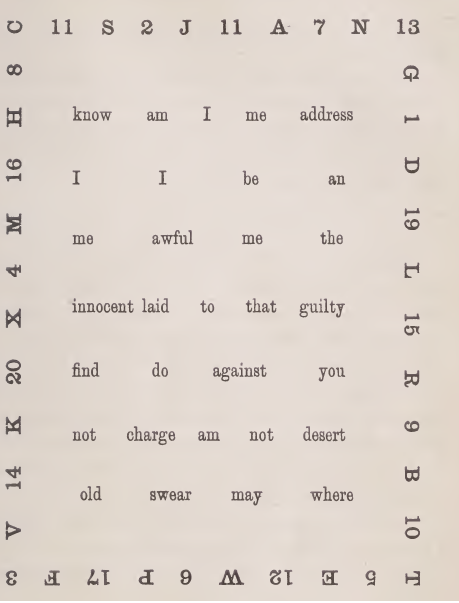 C 11 S 2 J 11 A 7 N 13
8 G
H know am I me address 1
16 I I be an D
M me awful me the 19
4 L
X innocent laid to that guilty 15
20 find do against you R
K not charge am not desert 9
14 old swear may where B
V 10
3 F 17 P 6 W 12 E 5 T